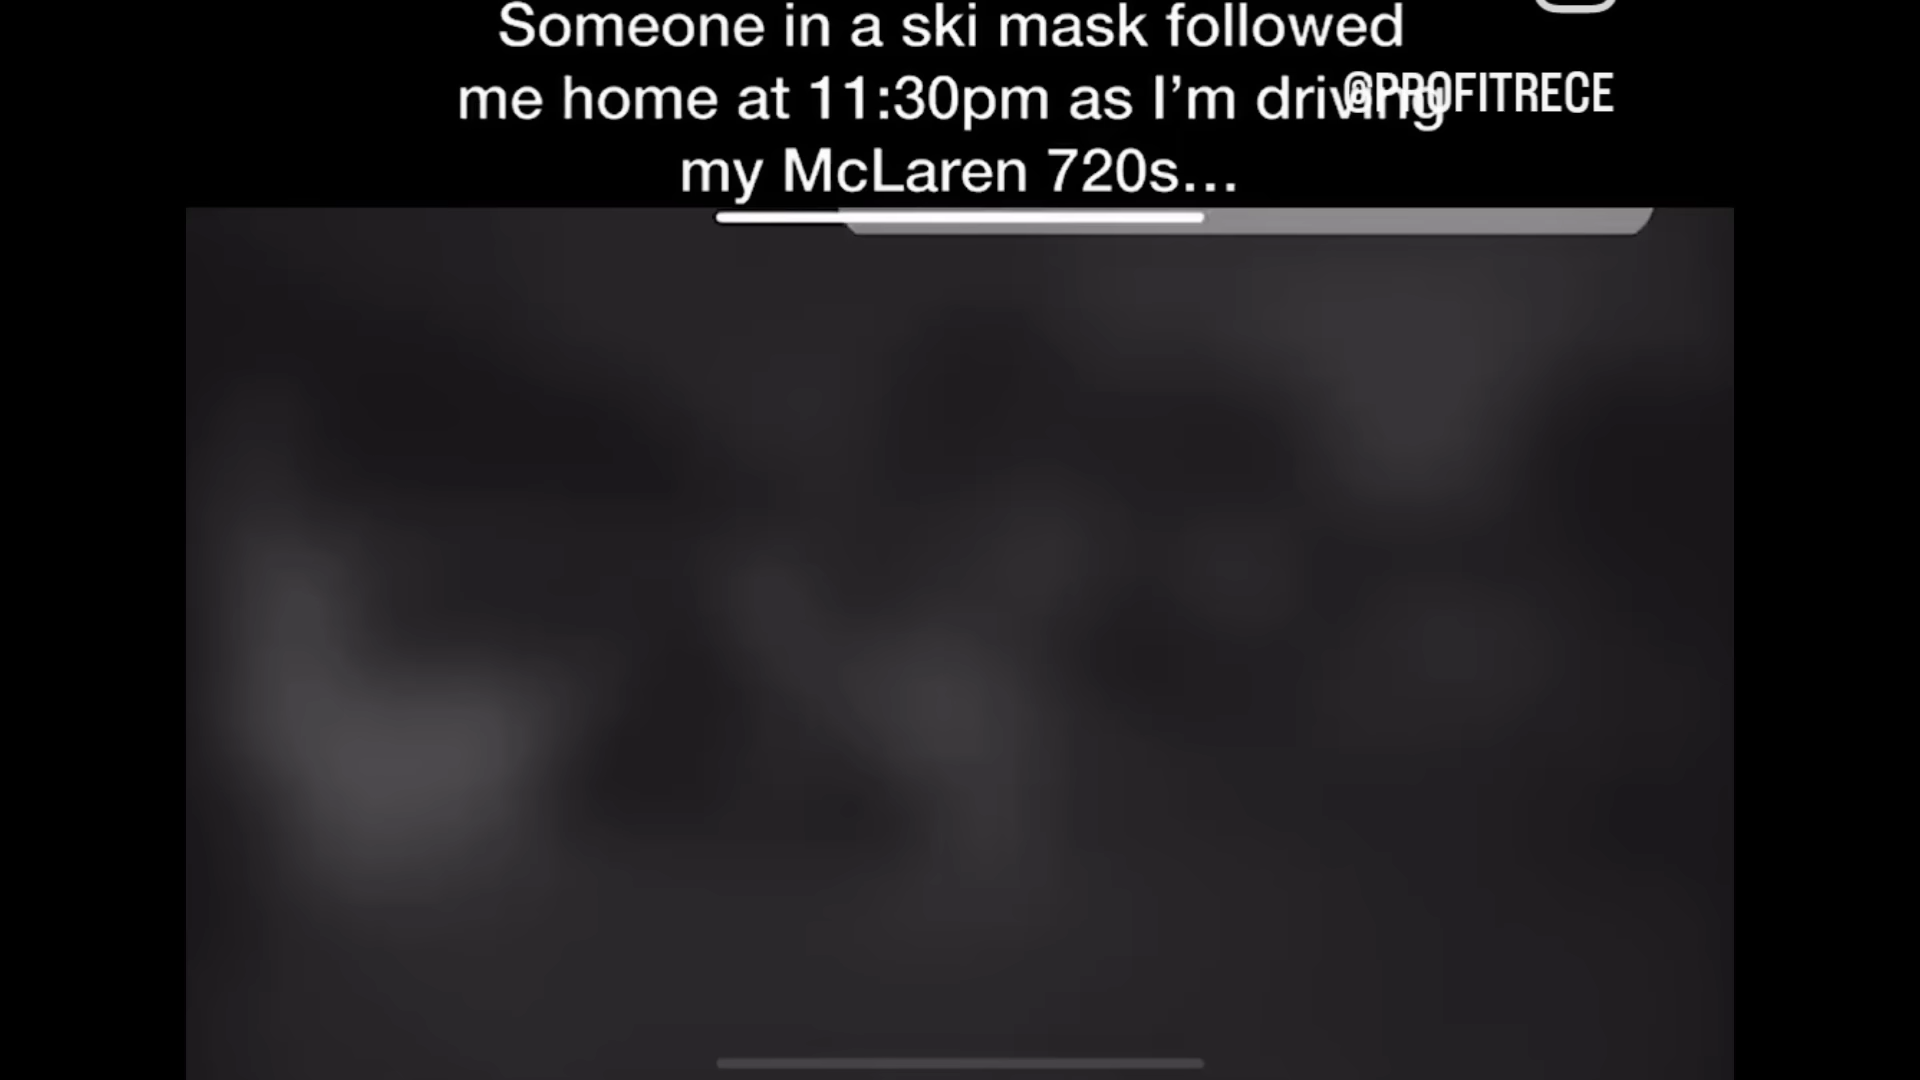 Someone in a ski mask followed
me home at 11:30pm as I’m driving
@PROFITRECE
my McLaren 720s...